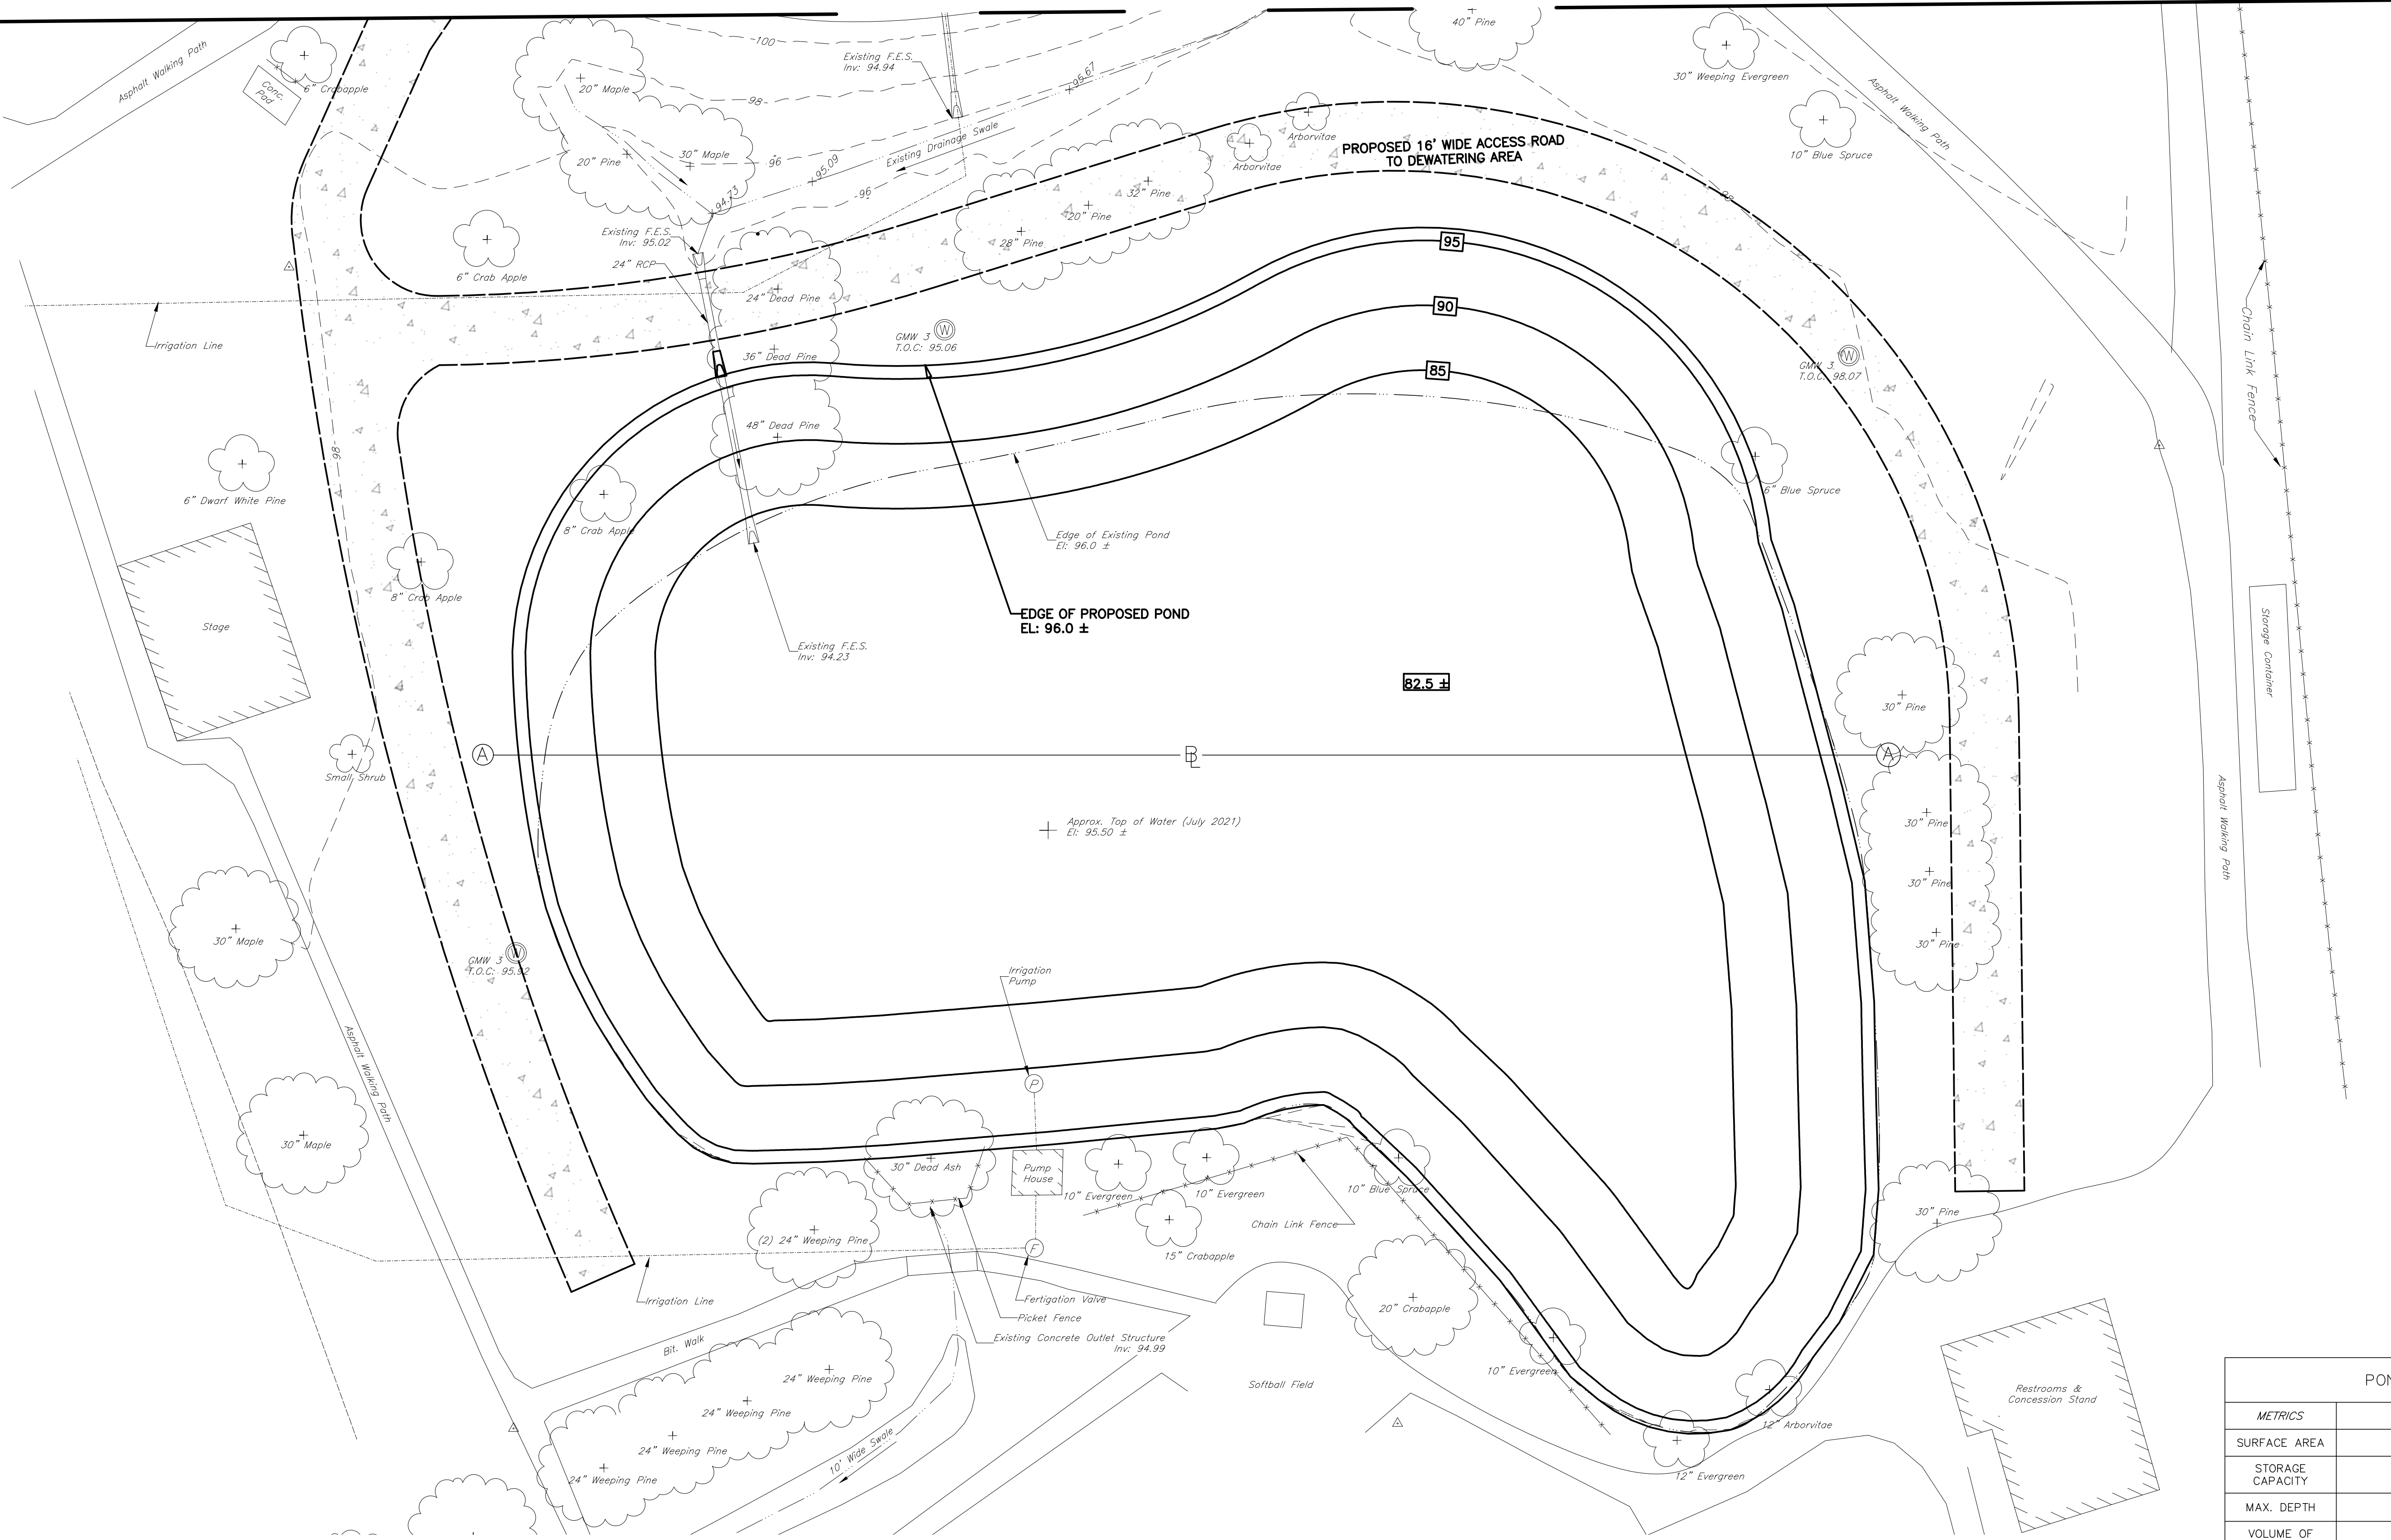 40" Pine
100
Asphalt Walking Path
Existing F.E.S.
Inv: 94.94
30" Weeping Evergreen
6" Crabapple
Conc.
Pad
20" Maple
95.67
98
Asphalt Walking Path
Existing Drainage Swale
Arborvitae
PROPOSED 16' WIDE ACCESS ROAD
TO DEWATERING AREA
10" Blue Spruce
20" Pine
30" Maple
96
95.09
Arborvitae
96
94.73
32" Pine
20" Pine
98
Existing F.E.S.
Inv: 95.02
28" Pine
95
24" RCP
6" Crab Apple
24" Dead Pine
90
Irrigation Line
GMW 3
T.O.C: 95.06
W
36" Dead Pine
85
GMW 3
T.O.C: 98.07
W
Chain Link Fence
48" Dead Pine
98
6" Dwarf White Pine
6" Blue Spruce
8" Crab Apple
Edge of Existing Pond
El: 96.0 ±
8" Crab Apple
EDGE OF PROPOSED POND
EL: 96.0 ±
Stage
Existing F.E.S.
Inv: 94.23
Storage Container
82.5 ±
30" Pine
A
BL
A
Small Shrub
Asphalt Walking Path
Approx. Top of Water (July 2021)
El: 95.50 ±
30" Pine
30" Pine
30" Maple
30" Pine
GMW 3
T.O.C: 95.92
W
Irrigation
Pump
Asphalt Walking Path
P
30" Maple
30" Dead Ash
Pump
House
10" Evergreen
10" Evergreen
10" Blue Spruce
Chain Link Fence
30" Pine
(2) 24" Weeping Pine
F
15" Crabapple
Irrigation Line
Fertigation Valve
Picket Fence
Existing Concrete Outlet Structure
Inv: 94.99
20" Crabapple
Bit. Walk
24" Weeping Pine
24" Weeping Pine
24" Weeping Pine
24" Weeping Pine
10' Wide Swale
Softball Field
10" Evergreen
12" Arborvitae
12" Evergreen
Restrooms &
Concession Stand
PON
METRICS
SURFACE AREA
STORAGE
CAPACITY
MAX. DEPTH
VOLUME OF